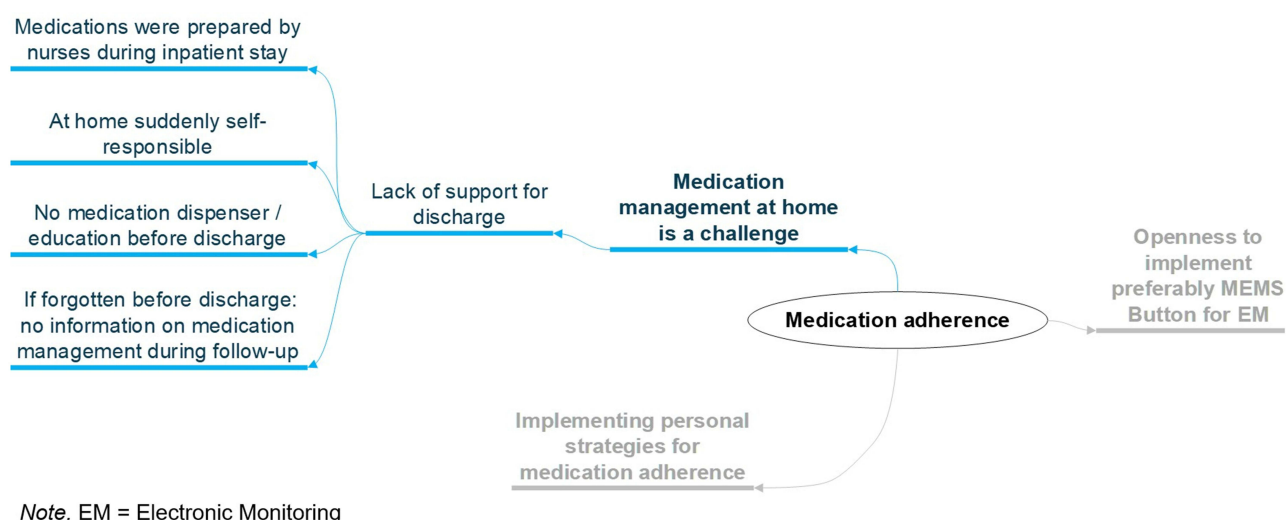 Medications were prepared by
nurses during inpatient stay
At home suddenly self-
responsible
No medication dispenser /
education before discharge
If forgotten before discharge:
no information on medication
management during follow-up
Lack of support for
discharge
Medication
management at home
is a challenge
Medication adherence
Openness to
implement
preferably MEMS
Button for EM
Implementing personal
strategies for
medication adherence
Note. EM = Electronic Monitoring